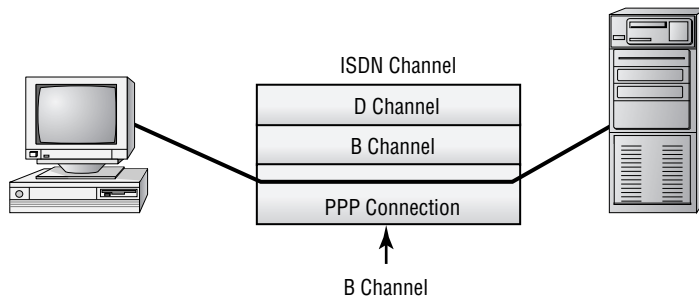 ISDN Channel
D Channel
B Channel
PPP Connection
B Channel